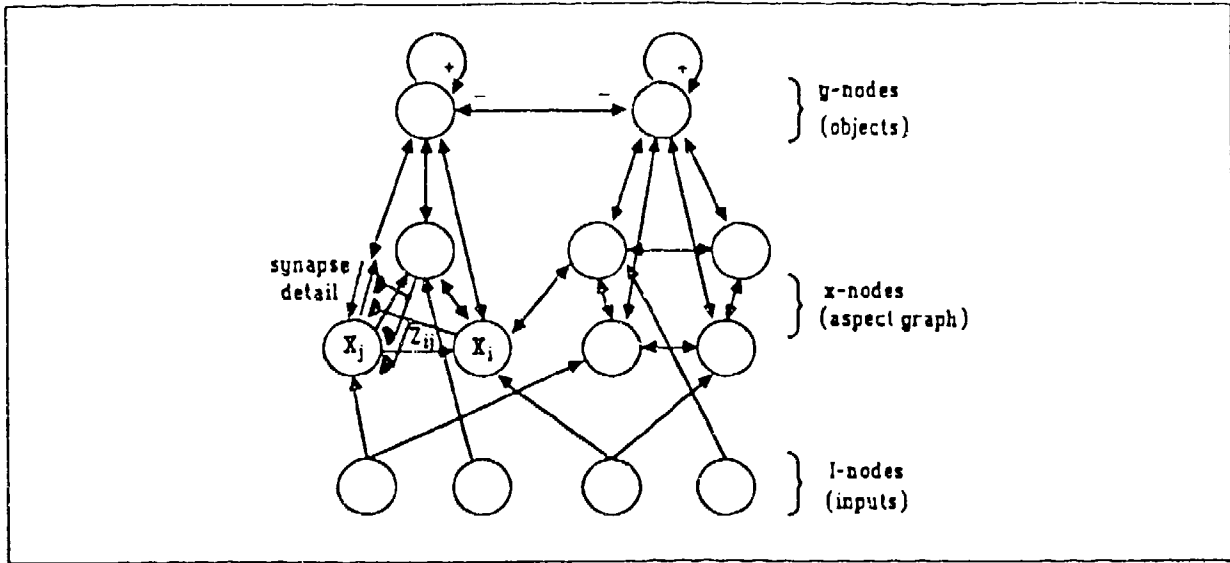 +
+
−
−
y-nodes
(objects)
synapse
detail
x-nodes
(aspect graph)
X_j
Z_ij
X_i
I-nodes
(inputs)